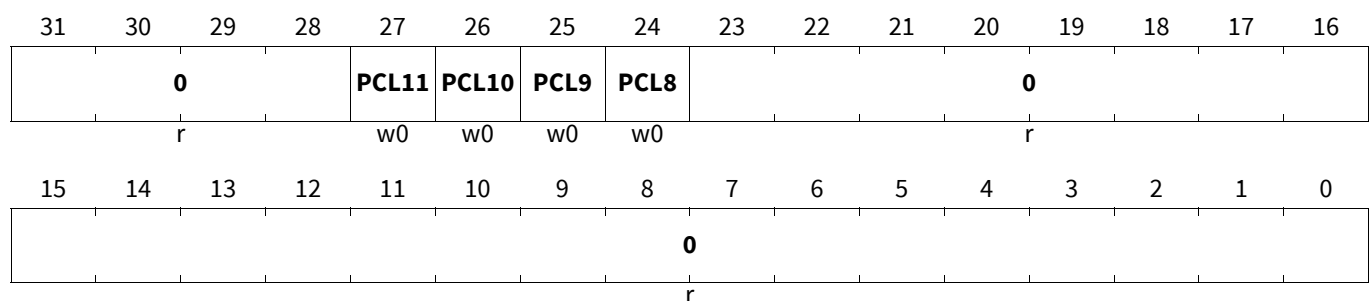 31 30 29 28 27 26 25 24 23 22 21 20 19 18 17 16
0 PCL11 PCL10 PCL9 PCL8 0
r w0 w0 w0 w0 r
15 14 13 12 11 10 9 8 7 6 5 4 3 2 1 0
0
r